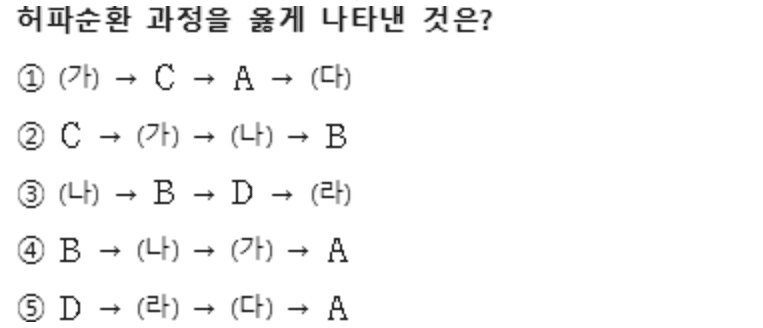 허파순환 과정을 옳게 나타낸 것은?
① (가) → C → A → (다)
② C → (가) → (나) → B
③ (나) → B → D → (라)
④ B → (나) → (가) → A
⑤ D → (라) → (다) → A